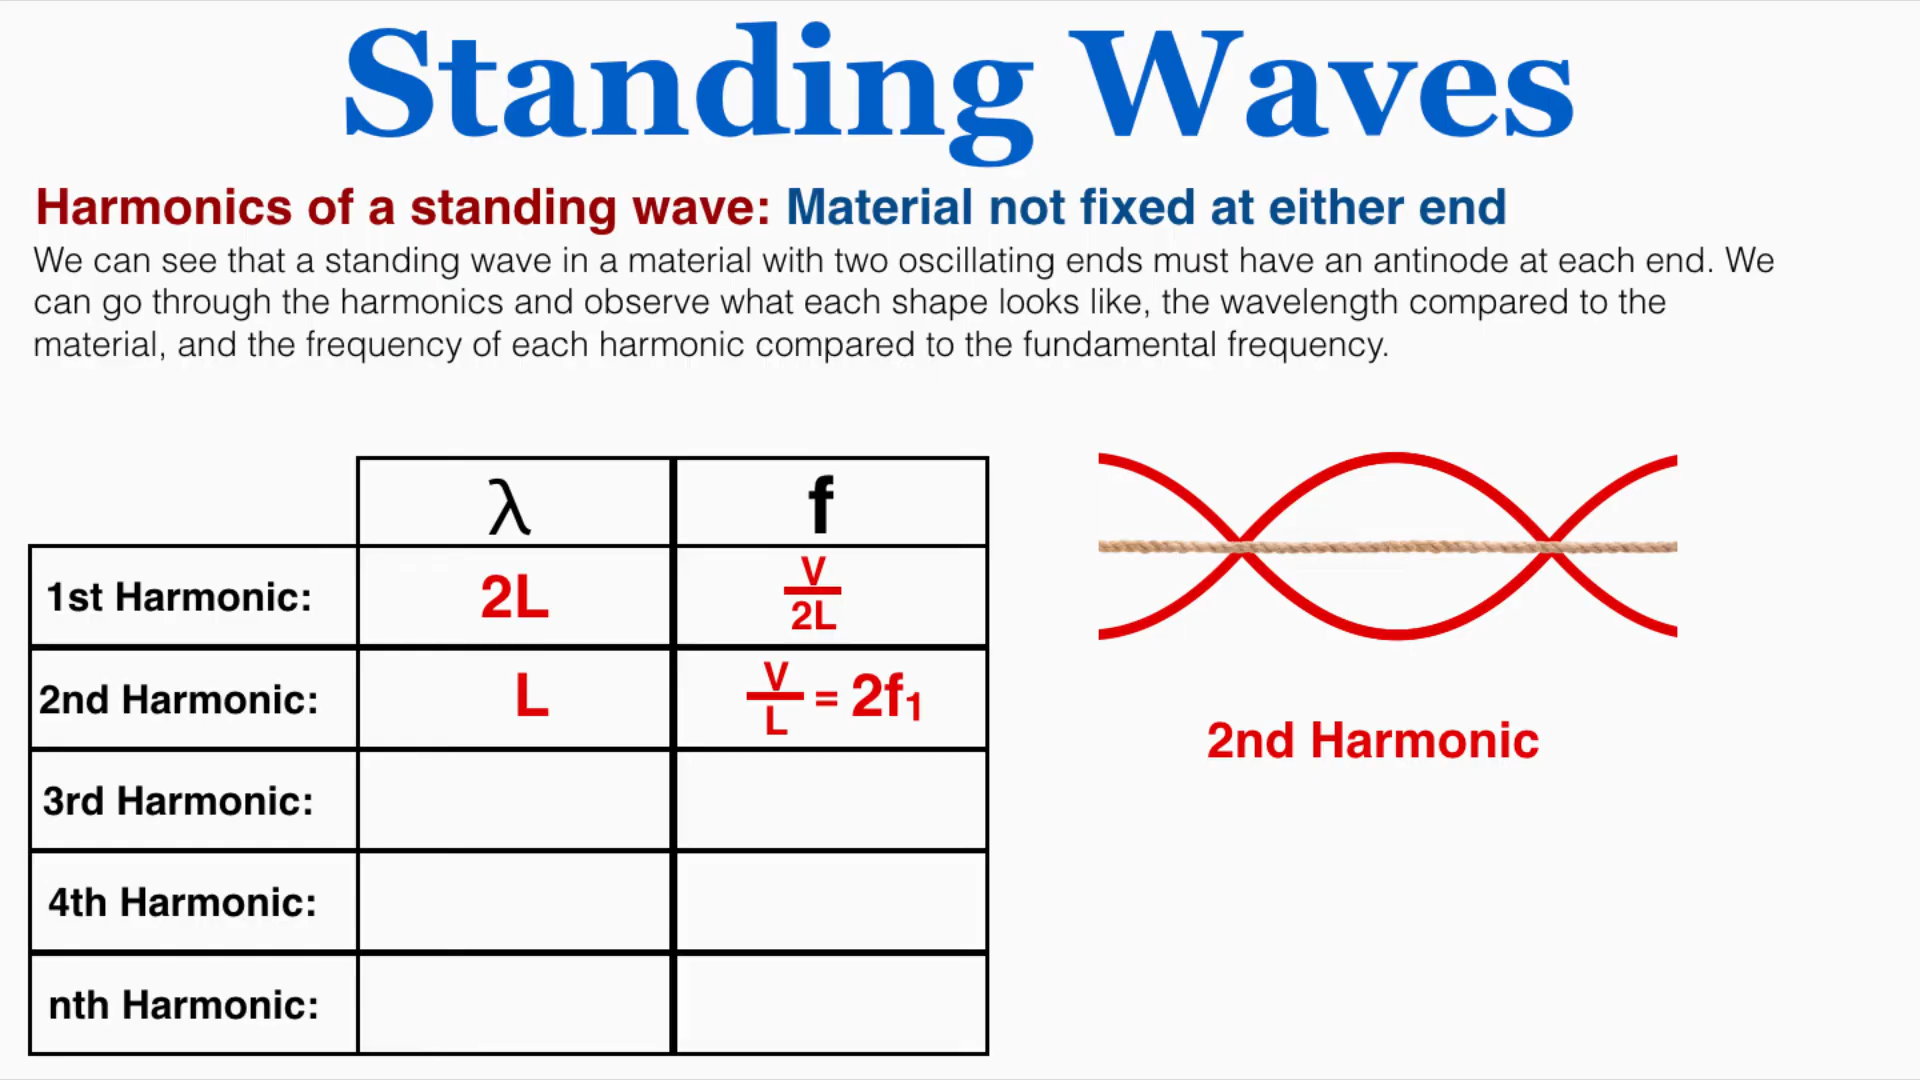 Standing Waves
Harmonics of a standing wave: Material not fixed at either end
We can see that a standing wave in a material with two oscillating ends must have an antinode at each end. We
can go through the harmonics and observe what each shape looks like, the wavelength compared to the
material, and the frequency of each harmonic compared to the fundamental frequency.
λ f
1st Harmonic: 2L V/2L
2nd Harmonic: L V/L = 2f₁
3rd Harmonic:
4th Harmonic:
nth Harmonic:
2nd Harmonic